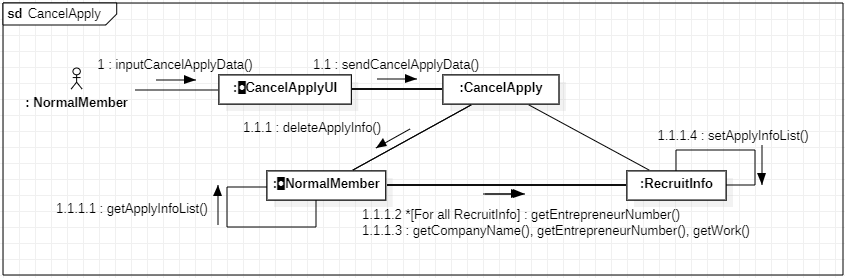 sd CancelApply
1 : inputCancelApplyData()
1.1 : sendCancelApplyData()
: NormalMember
:CancelApplyUI
:CancelApply
1.1.1 : deleteApplyInfo()
1.1.1.4 : setApplyInfoList()
:NormalMember
:RecruitInfo
1.1.1.1 : getApplyInfoList()
1.1.1.2 *[For all RecruitInfo] : getEntrepreneurNumber()
1.1.1.3 : getCompanyName(), getEntrepreneurNumber(), getWork()